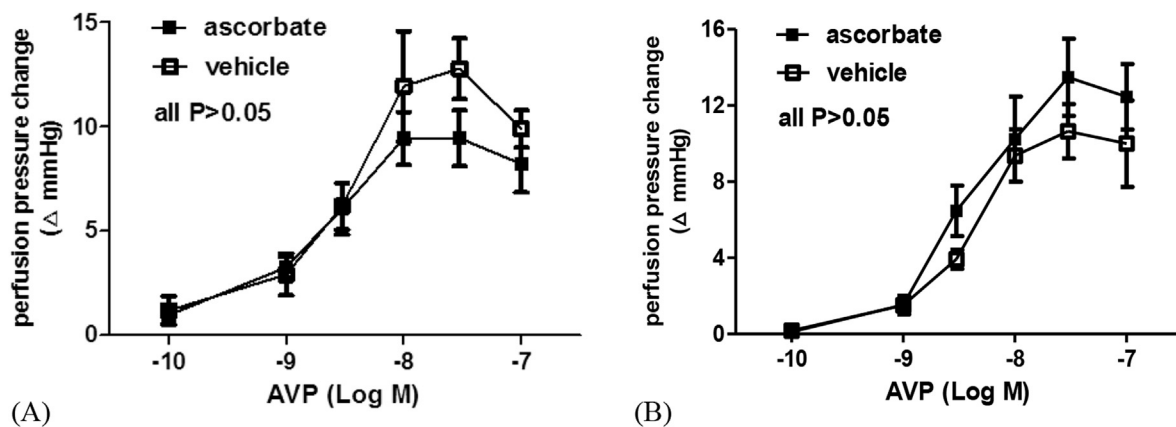 perfusion pressure change
(△ mmHg)
15
10
5
0
ascorbate
vehicle
all P>0.05
-10 -9 -8 -7
AVP (Log M)
(A)
perfusion pressure change
(△ mmHg)
16
12
8
4
0
ascorbate
vehicle
all P>0.05
-10 -9 -8 -7
AVP (Log M)
(B)